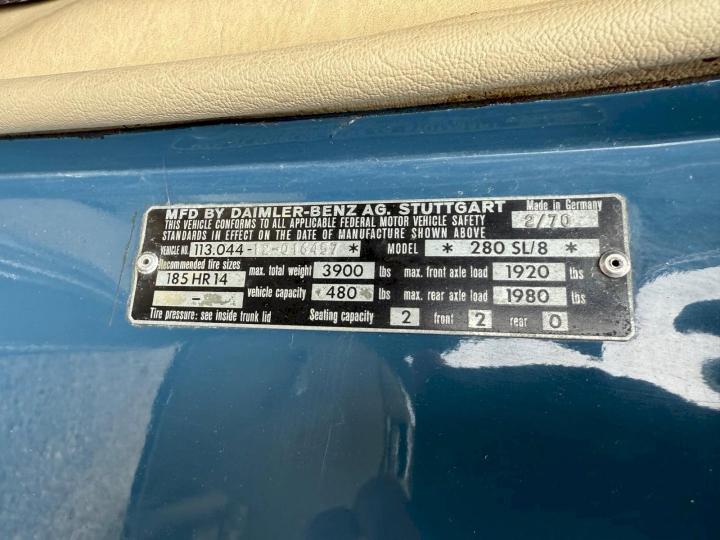 MFD BY DAIMLER-BENZ AG. STUTTGART Made in Germany
THIS VEHICLE CONFORMS TO ALL APPLICABLE FEDERAL MOTOR VEHICLE SAFETY 2/70
STANDARDS IN EFFECT ON THE DATE OF MANUFACTURE SHOWN ABOVE
VEHICLE NO. 113.044-12-016457 * MODEL * 280 SL/8 *
Recommended tire sizes
185 HR 14 max. total weight 3900 lbs max. front axle load 1920 lbs
- vehicle capacity 480 lbs max. rear axle load 1980 lbs
Tire pressure: see inside trunk lid Seating capacity 2 front 2 rear 0